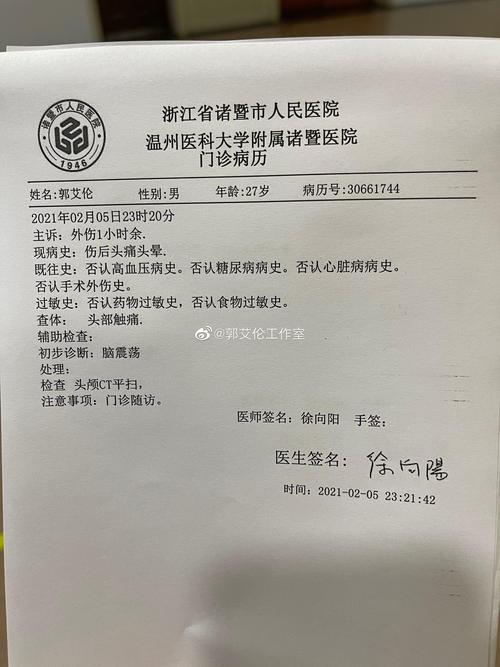 浙江省诸暨市人民医院
温州医科大学附属诸暨医院
门诊病历
诸暨市人民医院
1946
姓名:郭艾伦 性别:男 年龄:27岁 病历号:30661744
2021年02月05日23时20分
主诉: 外伤1小时余.
现病史: 伤后头痛头晕.
既往史: 否认高血压病史。否认糖尿病病史。否认心脏病病史。
否认手术外伤史。
过敏史: 否认药物过敏史，否认食物过敏史。
查体: 头部触痛.
辅助检查:
@郭艾伦工作室
初步诊断: 脑震荡
处理:
检查 头颅CT平扫，
注意事项: 门诊随访。
医师签名: 徐向阳 手签:
医生签名: 徐向陽
时间: 2021-02-05 23:21:42